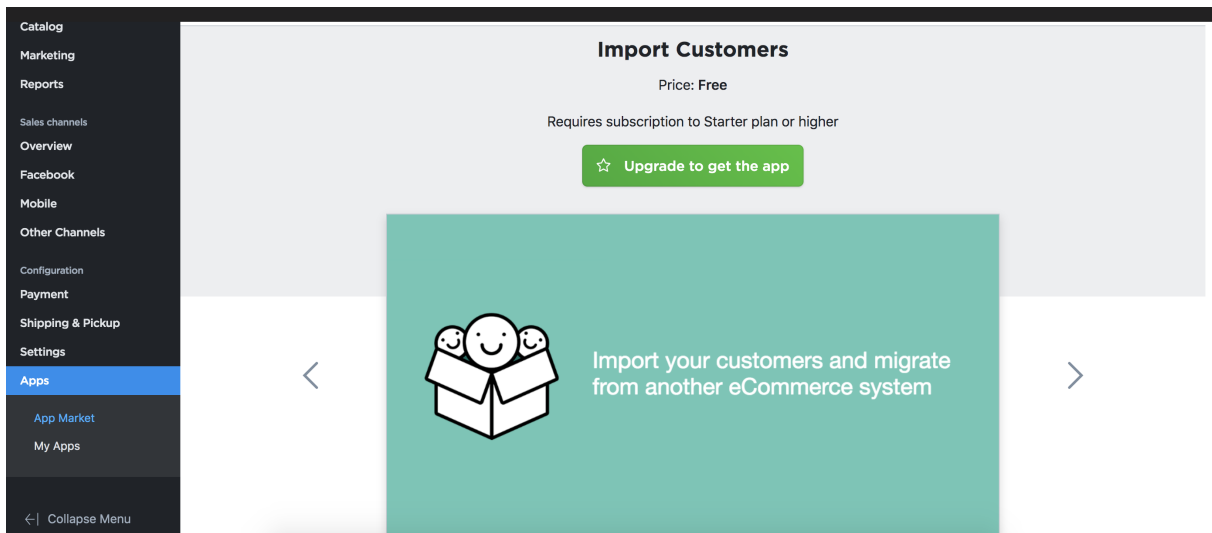 Catalog
Marketing
Reports
Sales channels
Overview
Facebook
Mobile
Other Channels
Configuration
Payment
Shipping & Pickup
Settings
Apps
App Market
My Apps
Collapse Menu
Import Customers
Price: Free
Requires subscription to Starter plan or higher
Upgrade to get the app
Import your customers and migrate
from another eCommerce system